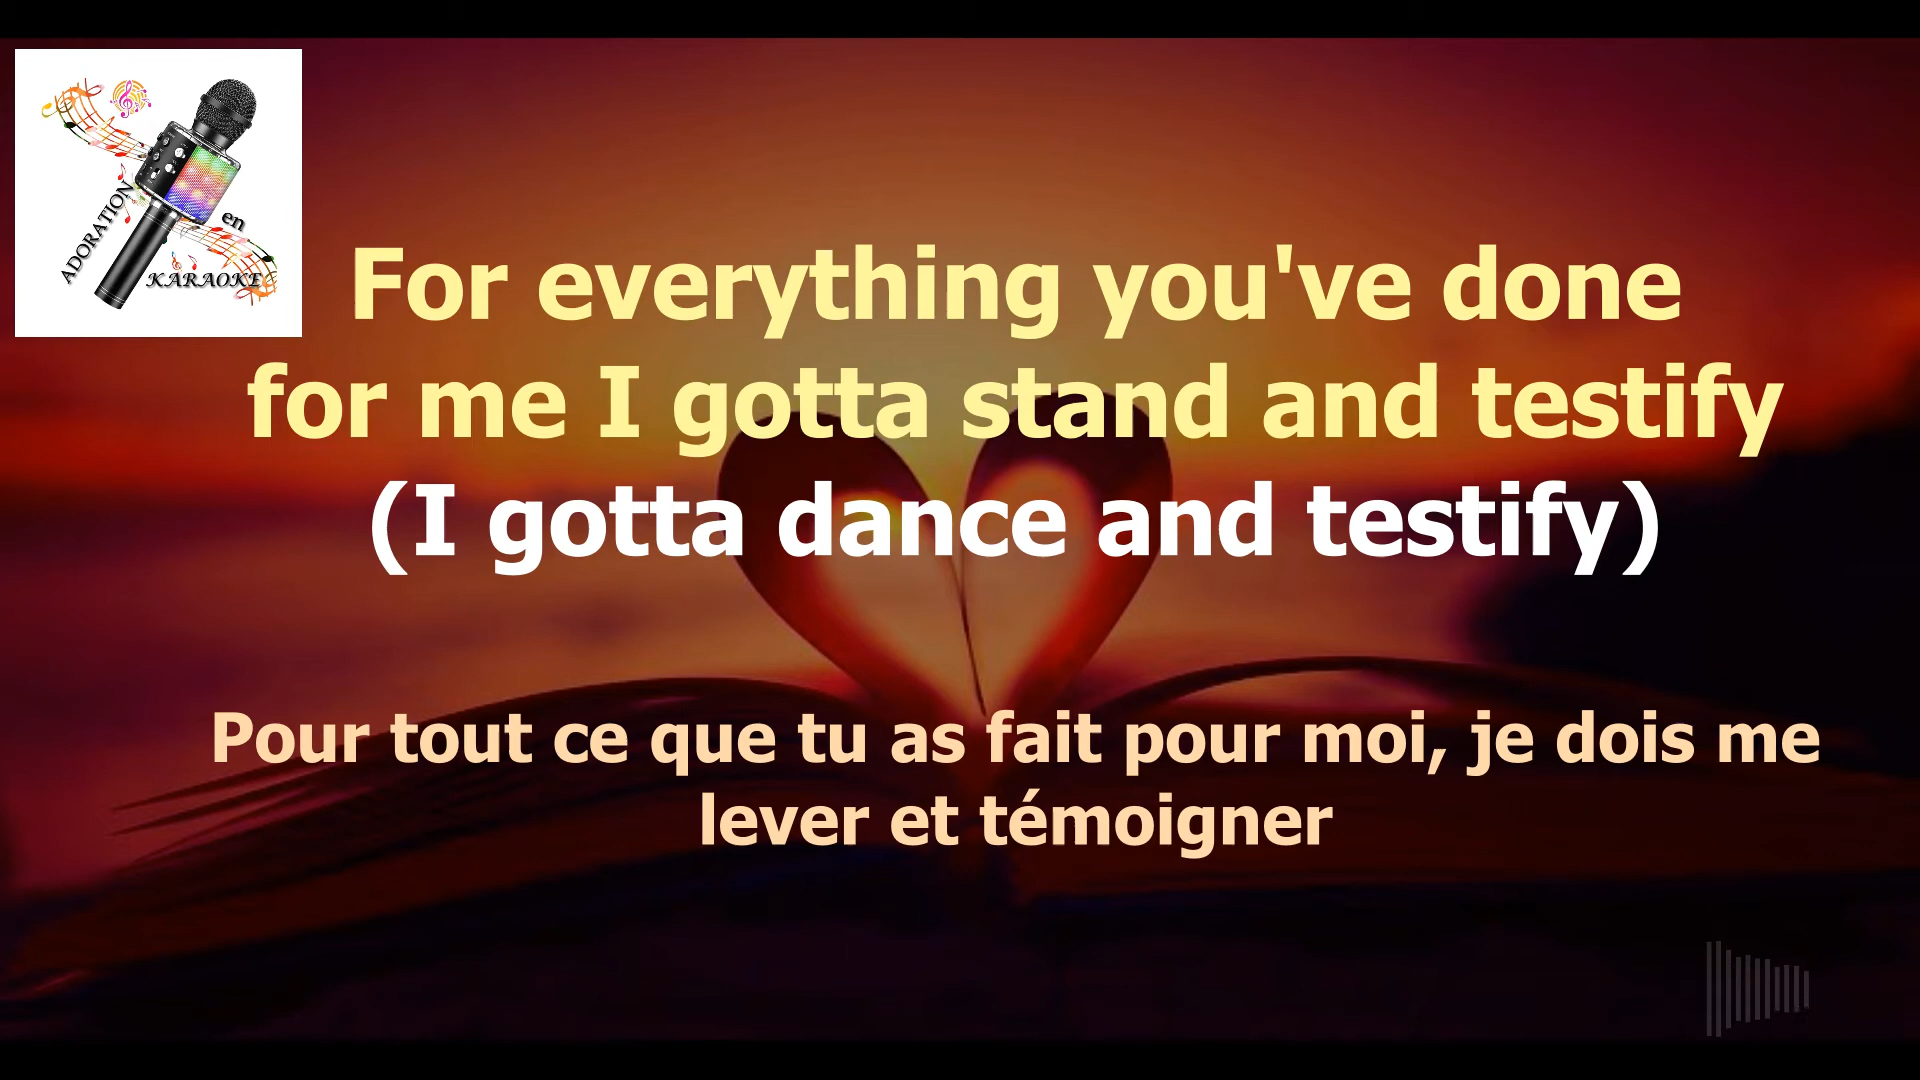 ADORATION
en
KARAOKE
For everything you've done
for me I gotta stand and testify
(I gotta dance and testify)
Pour tout ce que tu as fait pour moi, je dois me
lever et témoigner